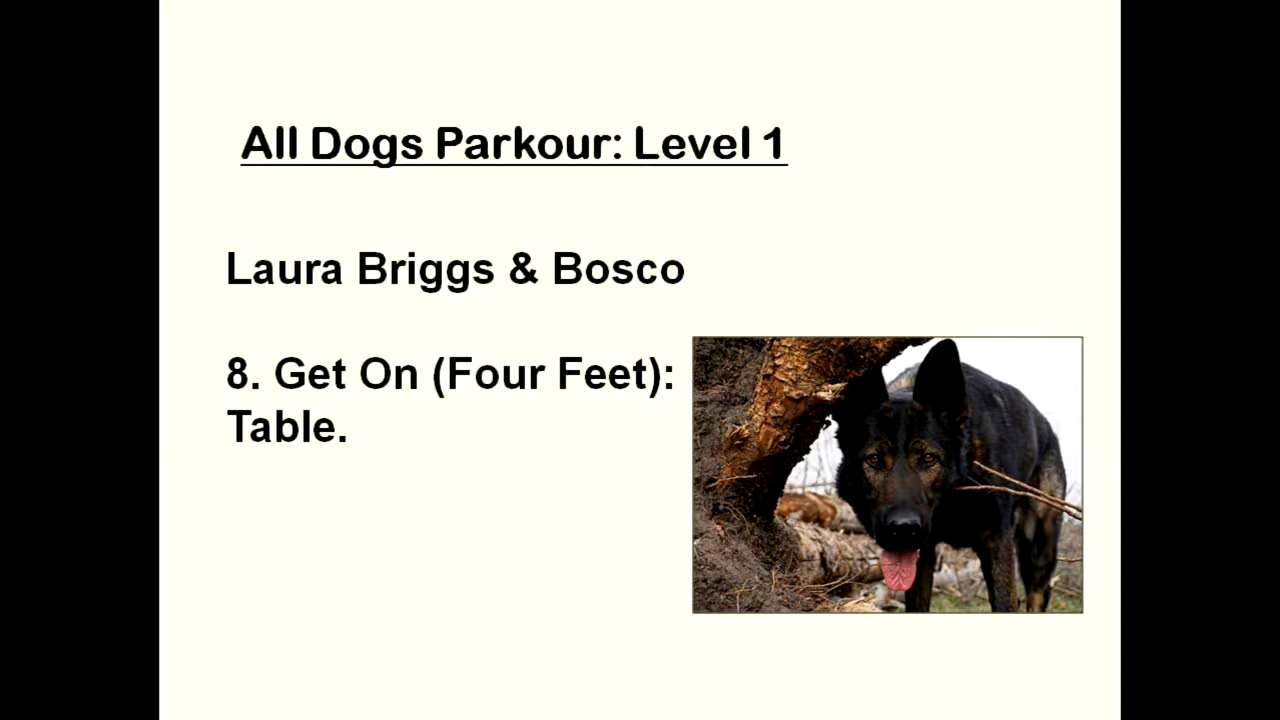 All Dogs Parkour: Level 1
Laura Briggs & Bosco
8. Get On (Four Feet):
Table.